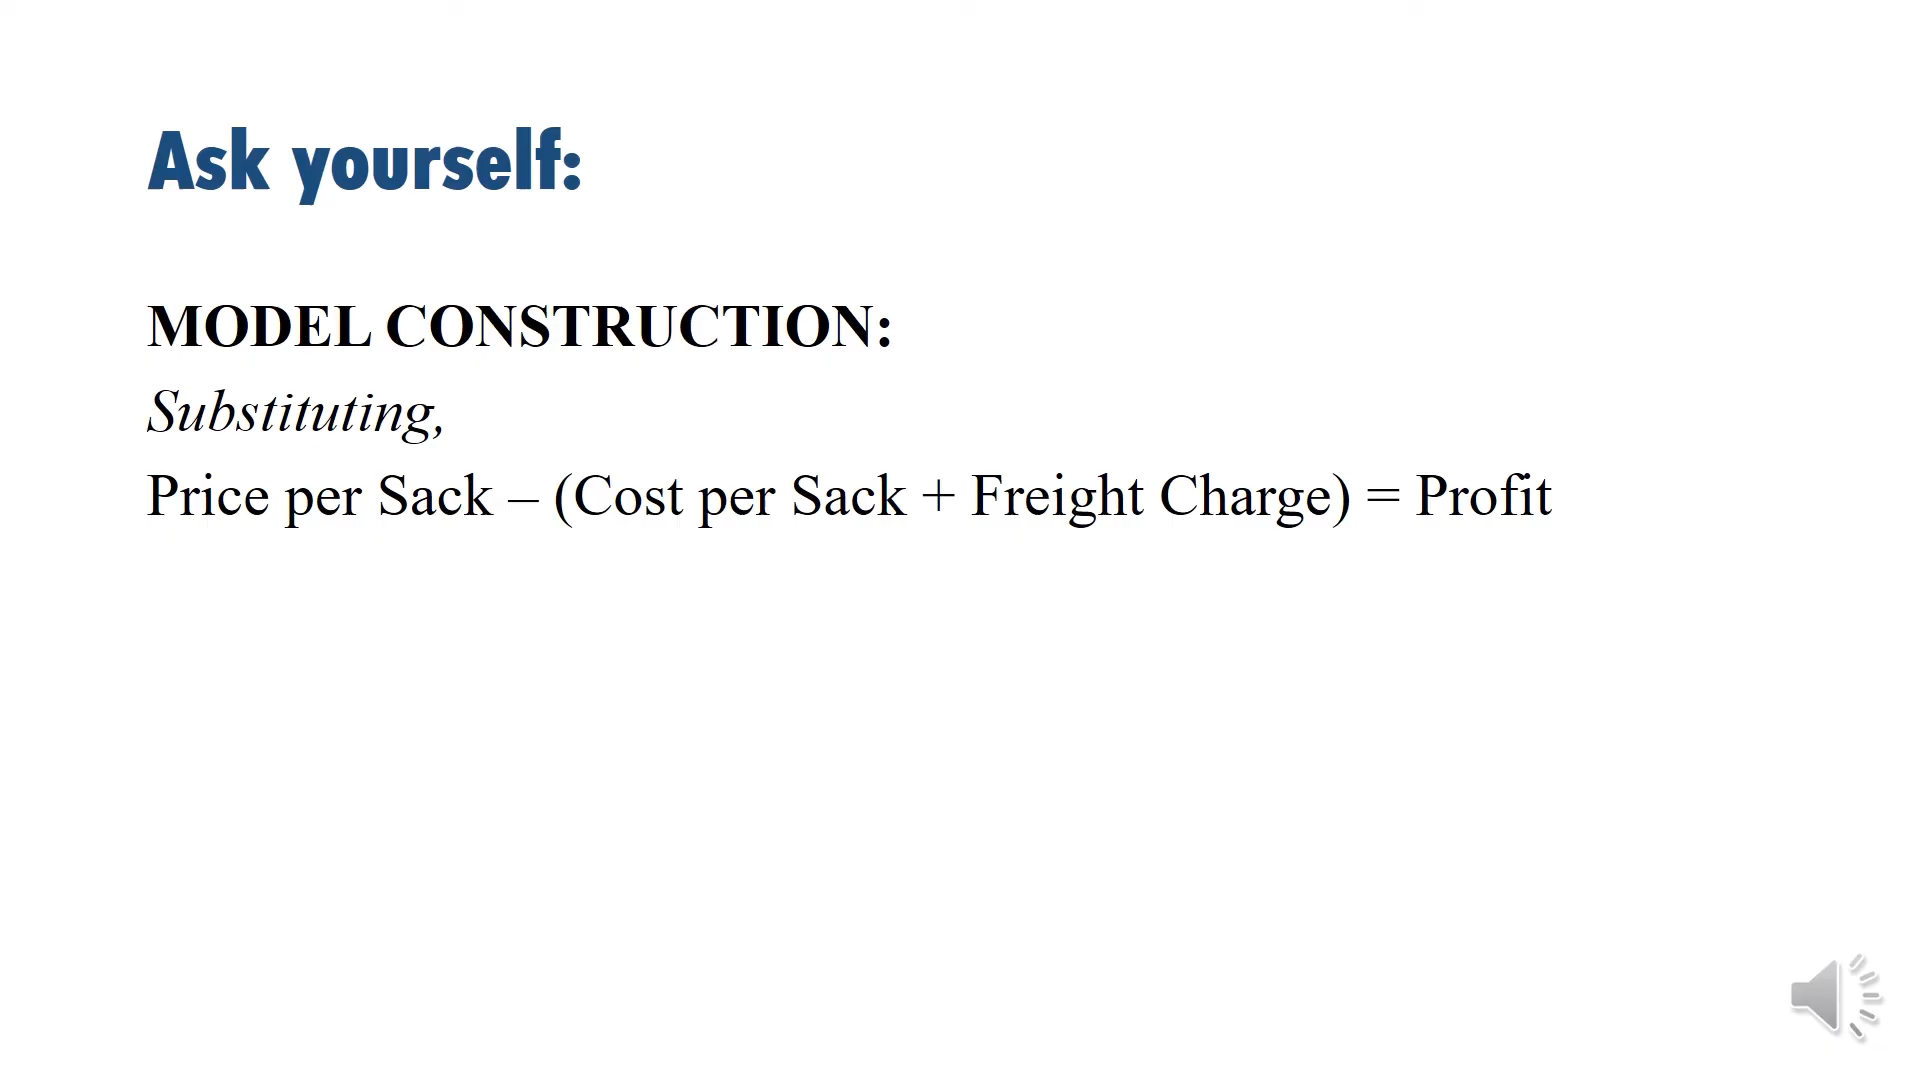 Ask yourself:
MODEL CONSTRUCTION:
Substituting,
Price per Sack – (Cost per Sack + Freight Charge) = Profit